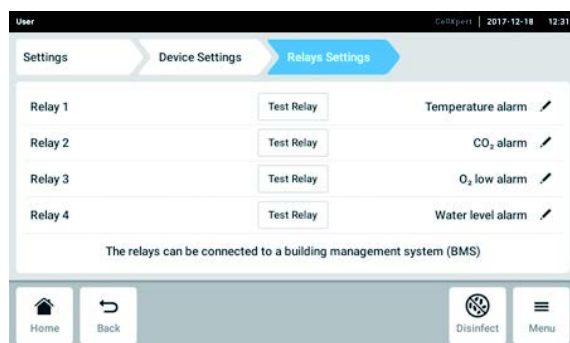 User CellXpert | 2017-12-18 12:31
Settings Device Settings Relays Settings
Relay 1 Test Relay Temperature alarm
Relay 2 Test Relay CO₂ alarm
Relay 3 Test Relay O₂ low alarm
Relay 4 Test Relay Water level alarm
The relays can be connected to a building management system (BMS)
Home Back Disinfect Menu